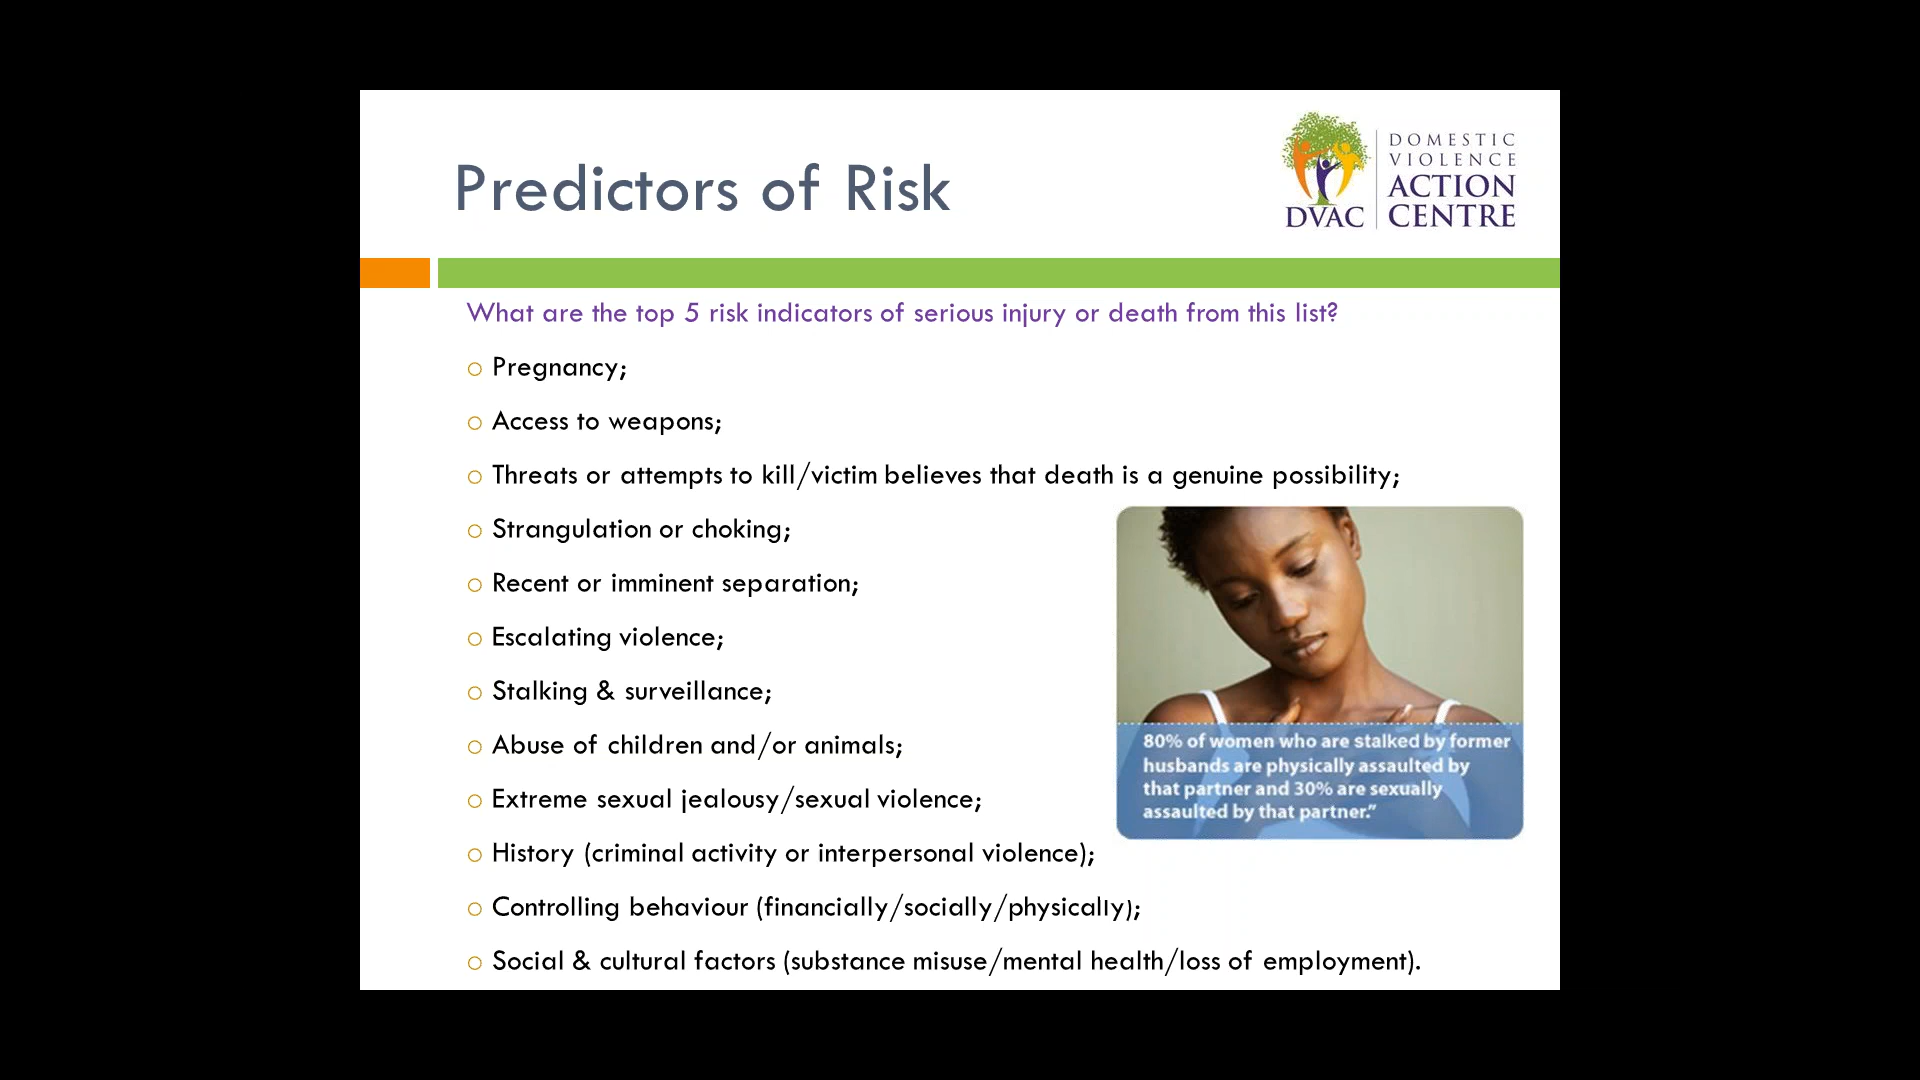 Predictors of Risk
DVAC
DOMESTIC
VIOLENCE
ACTION
CENTRE
What are the top 5 risk indicators of serious injury or death from this list?
Pregnancy;
Access to weapons;
Threats or attempts to kill/victim believes that death is a genuine possibility;
Strangulation or choking;
Recent or imminent separation;
Escalating violence;
Stalking & surveillance;
Abuse of children and/or animals;
Extreme sexual jealousy/sexual violence;
History (criminal activity or interpersonal violence);
Controlling behaviour (financially/socially/physically);
Social & cultural factors (substance misuse/mental health/loss of employment).
80% of women who are stalked by former
husbands are physically assaulted by
that partner and 30% are sexually
assaulted by that partner.”